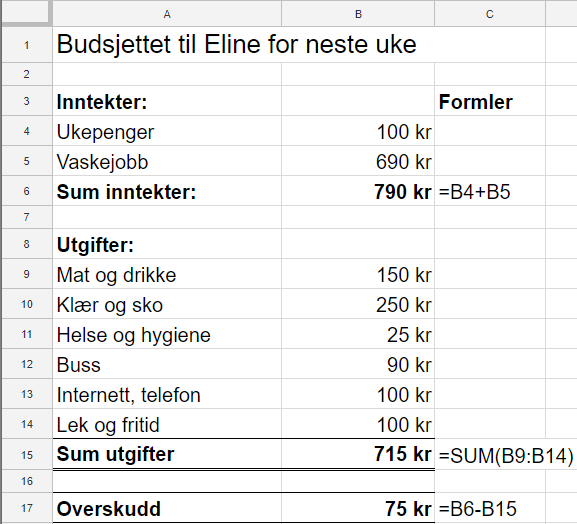 A B C
1 Budsjettet til Eline for neste uke
2
3 Inntekter: Formler
4 Ukepenger 100 kr
5 Vaskejobb 690 kr
6 Sum inntekter: 790 kr =B4+B5
7
8 Utgifter:
9 Mat og drikke 150 kr
10 Klær og sko 250 kr
11 Helse og hygiene 25 kr
12 Buss 90 kr
13 Internett, telefon 100 kr
14 Lek og fritid 100 kr
15 Sum utgifter 715 kr =SUM(B9:B14)
16
17 Overskudd 75 kr =B6-B15